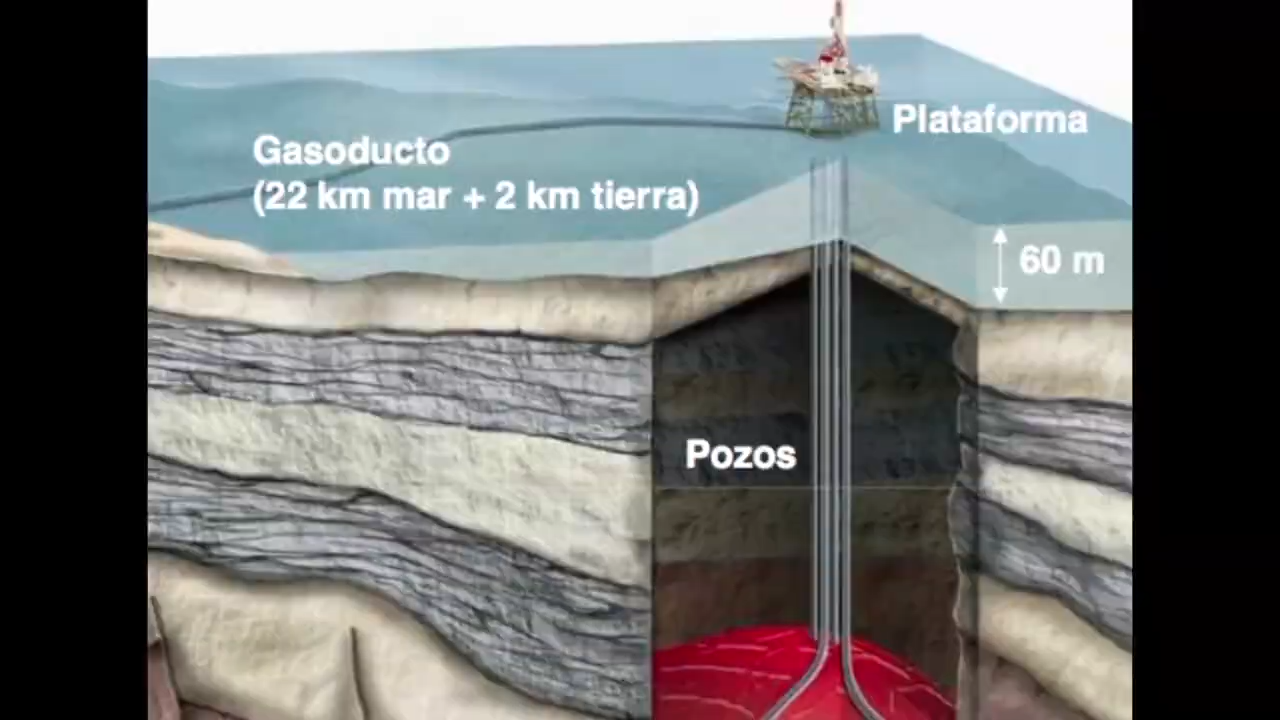 Plataforma
Gasoducto
(22 km mar + 2 km tierra)
60 m
Pozos